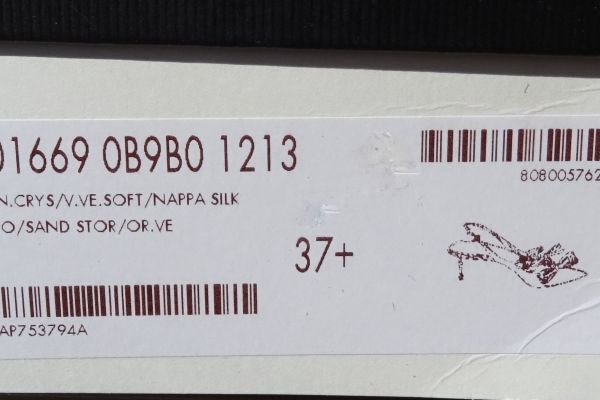 01669 0B9B0 1213
808005762
N.CRYS/V.VE.SOFT/NAPPA SILK
O/SAND STOR/OR.VE
37+
AP753794A